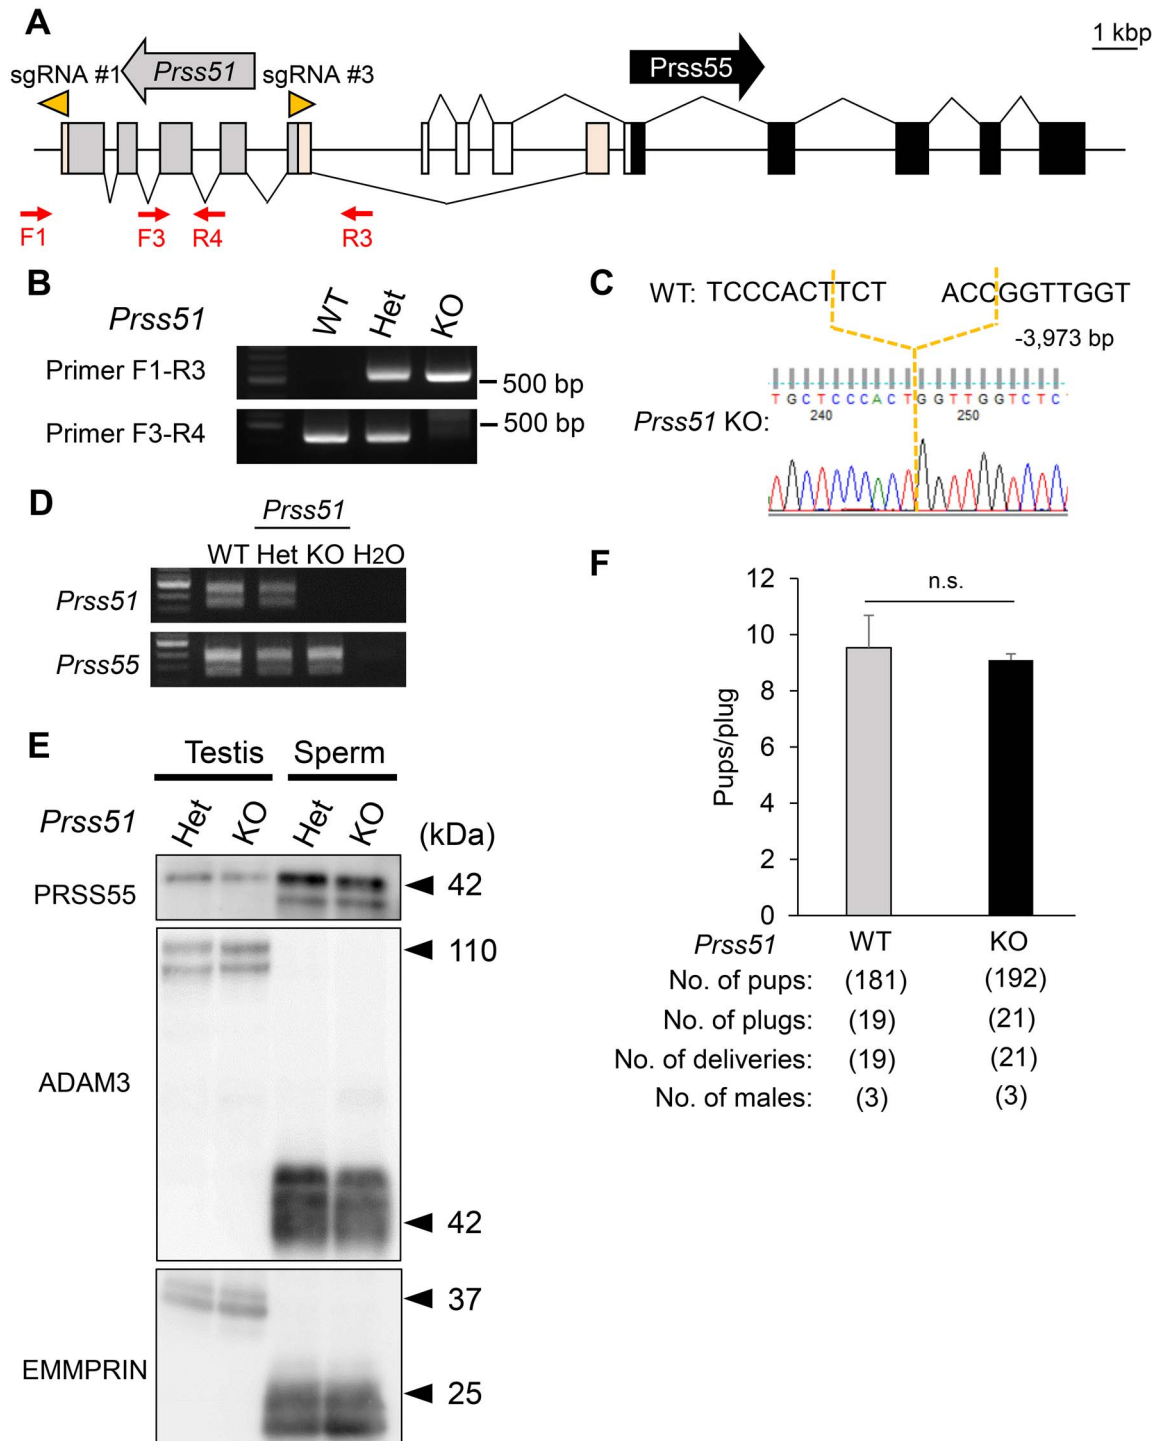 A
1 kbp
sgRNA #1
Prss51
sgRNA #3
Prss55
F1
F3
R4
R3
B
Prss51
WT
Het
KO
Primer F1-R3
500 bp
Primer F3-R4
500 bp
C
WT: TCCCACTTCT ACCGGTTGGT
-3,973 bp
TGCTCCCACTGGTTGGTCTC
240 250
Prss51 KO:
D
Prss51
WT Het KO H2O
Prss51
Prss55
E
Testis Sperm
Prss51
Het KO Het KO
(kDa)
PRSS55
42
110
ADAM3
42
37
EMMPRIN
25
F
12
10
8
6
4
2
0
Pups/plug
n.s.
Prss51 WT KO
No. of pups: (181) (192)
No. of plugs: (19) (21)
No. of deliveries: (19) (21)
No. of males: (3) (3)